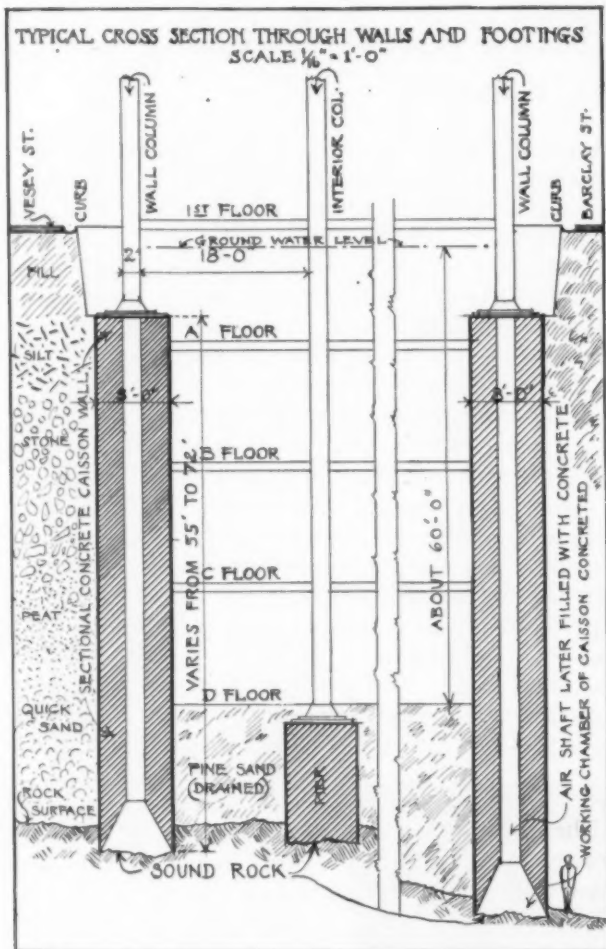 TYPICAL CROSS SECTION THROUGH WALLS AND FOOTINGS
SCALE 1/16" = 1'-0"
VESEY ST.
CURB
WALL COLUMN
INTERIOR COL.
WALL COLUMN
CURB
BARCLAY ST.
1ST FLOOR
GROUND WATER LEVEL
2'
18'-0"
FILL
A FLOOR
SILT
8'-0"
8'-0"
STONE
B FLOOR
SECTIONAL CONCRETE CAISSON WALL
VARIES FROM 55' TO 72'
ABOUT 60'-0"
C FLOOR
PEAT
AIR SHAFT LATER FILLED WITH CONCRETE
WORKING CHAMBER OF CAISSON CONCRETED
D FLOOR
QUICK
SAND
FINE SAND
(DRAINED)
PIER
ROCK
SURFACE
SOUND ROCK